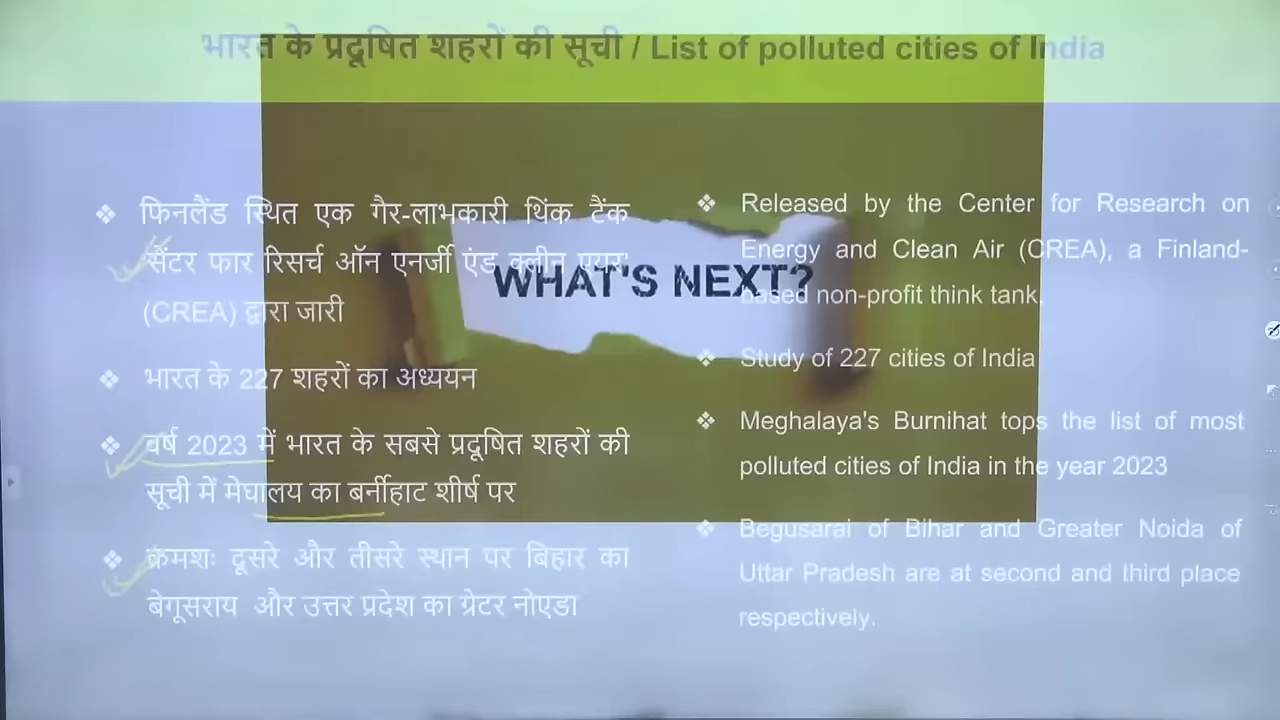 भारत के प्रदूषित शहरों की सूची / List of polluted cities of India
❖ फिनलैंड स्थित एक गैर-लाभकारी थिंक टैंक
सेंटर फार रिसर्च ऑन एनर्जी एंड क्लीन एयर
(CREA) द्वारा जारी
❖ भारत के 227 शहरों का अध्ययन
❖ वर्ष 2023 में भारत के सबसे प्रदूषित शहरों की
सूची में मेघालय का बर्नीहाट शीर्ष पर
❖ क्रमशः दूसरे और तीसरे स्थान पर बिहार का
बेगूसराय और उत्तर प्रदेश का ग्रेटर नोएडा
WHAT'S NEXT?
❖ Released by the Center for Research on
Energy and Clean Air (CREA), a Finland-
based non-profit think tank.
❖ Study of 227 cities of India
❖ Meghalaya's Burnihat tops the list of most
polluted cities of India in the year 2023
❖ Begusarai of Bihar and Greater Noida of
Uttar Pradesh are at second and third place
respectively.